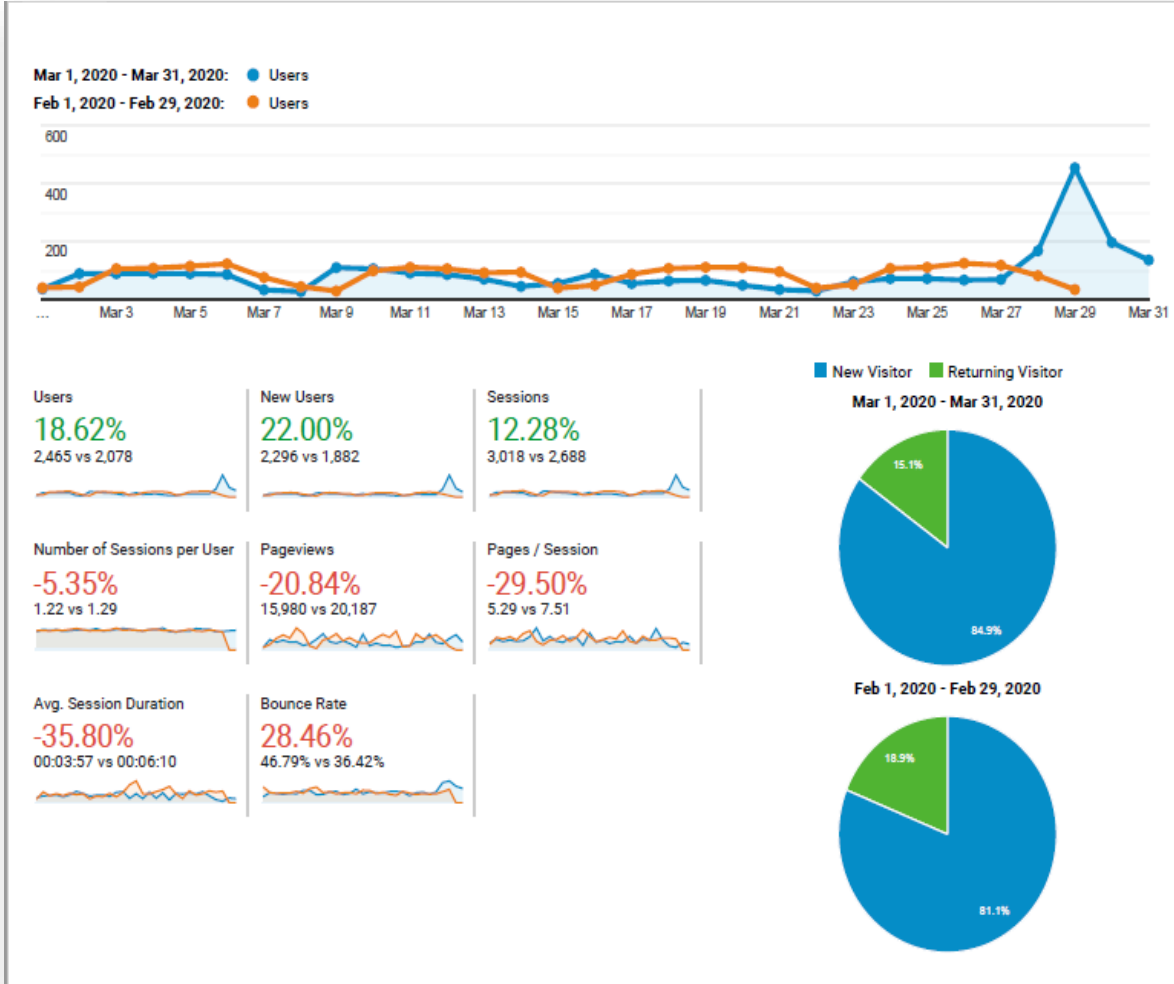 Mar 1, 2020 - Mar 31, 2020: Users
Feb 1, 2020 - Feb 29, 2020: Users
600
400
200
... Mar 3 Mar 5 Mar 7 Mar 9 Mar 11 Mar 13 Mar 15 Mar 17 Mar 19 Mar 21 Mar 23 Mar 25 Mar 27 Mar 29 Mar 31
Users
18.62%
2,465 vs 2,078
New Users
22.00%
2,296 vs 1,882
Sessions
12.28%
3,018 vs 2,688
Number of Sessions per User
-5.35%
1.22 vs 1.29
Pageviews
-20.84%
15,980 vs 20,187
Pages / Session
-29.50%
5.29 vs 7.51
Avg. Session Duration
-35.80%
00:03:57 vs 00:06:10
Bounce Rate
28.46%
46.79% vs 36.42%
New Visitor Returning Visitor
Mar 1, 2020 - Mar 31, 2020
15.1%
84.9%
Feb 1, 2020 - Feb 29, 2020
18.9%
81.1%